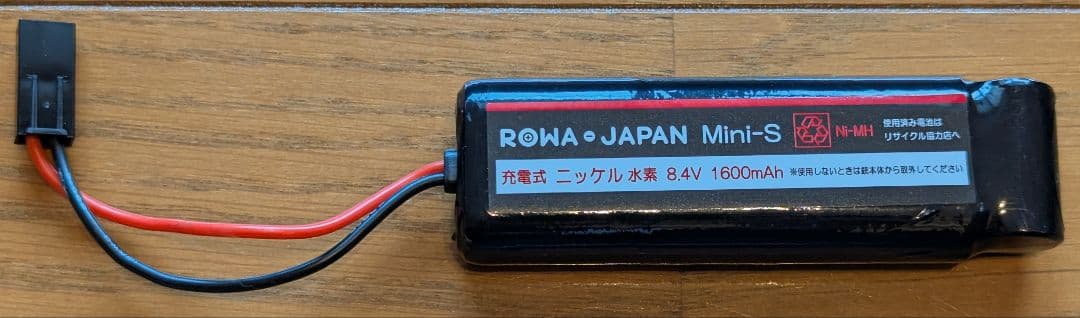 ROWA・JAPAN Mini-S Ni-MH 使用済み電池は
リサイクル協力店へ
充電式 ニッケル水素 8.4V 1600mAh ※使用しないときは銃本体から取外してください